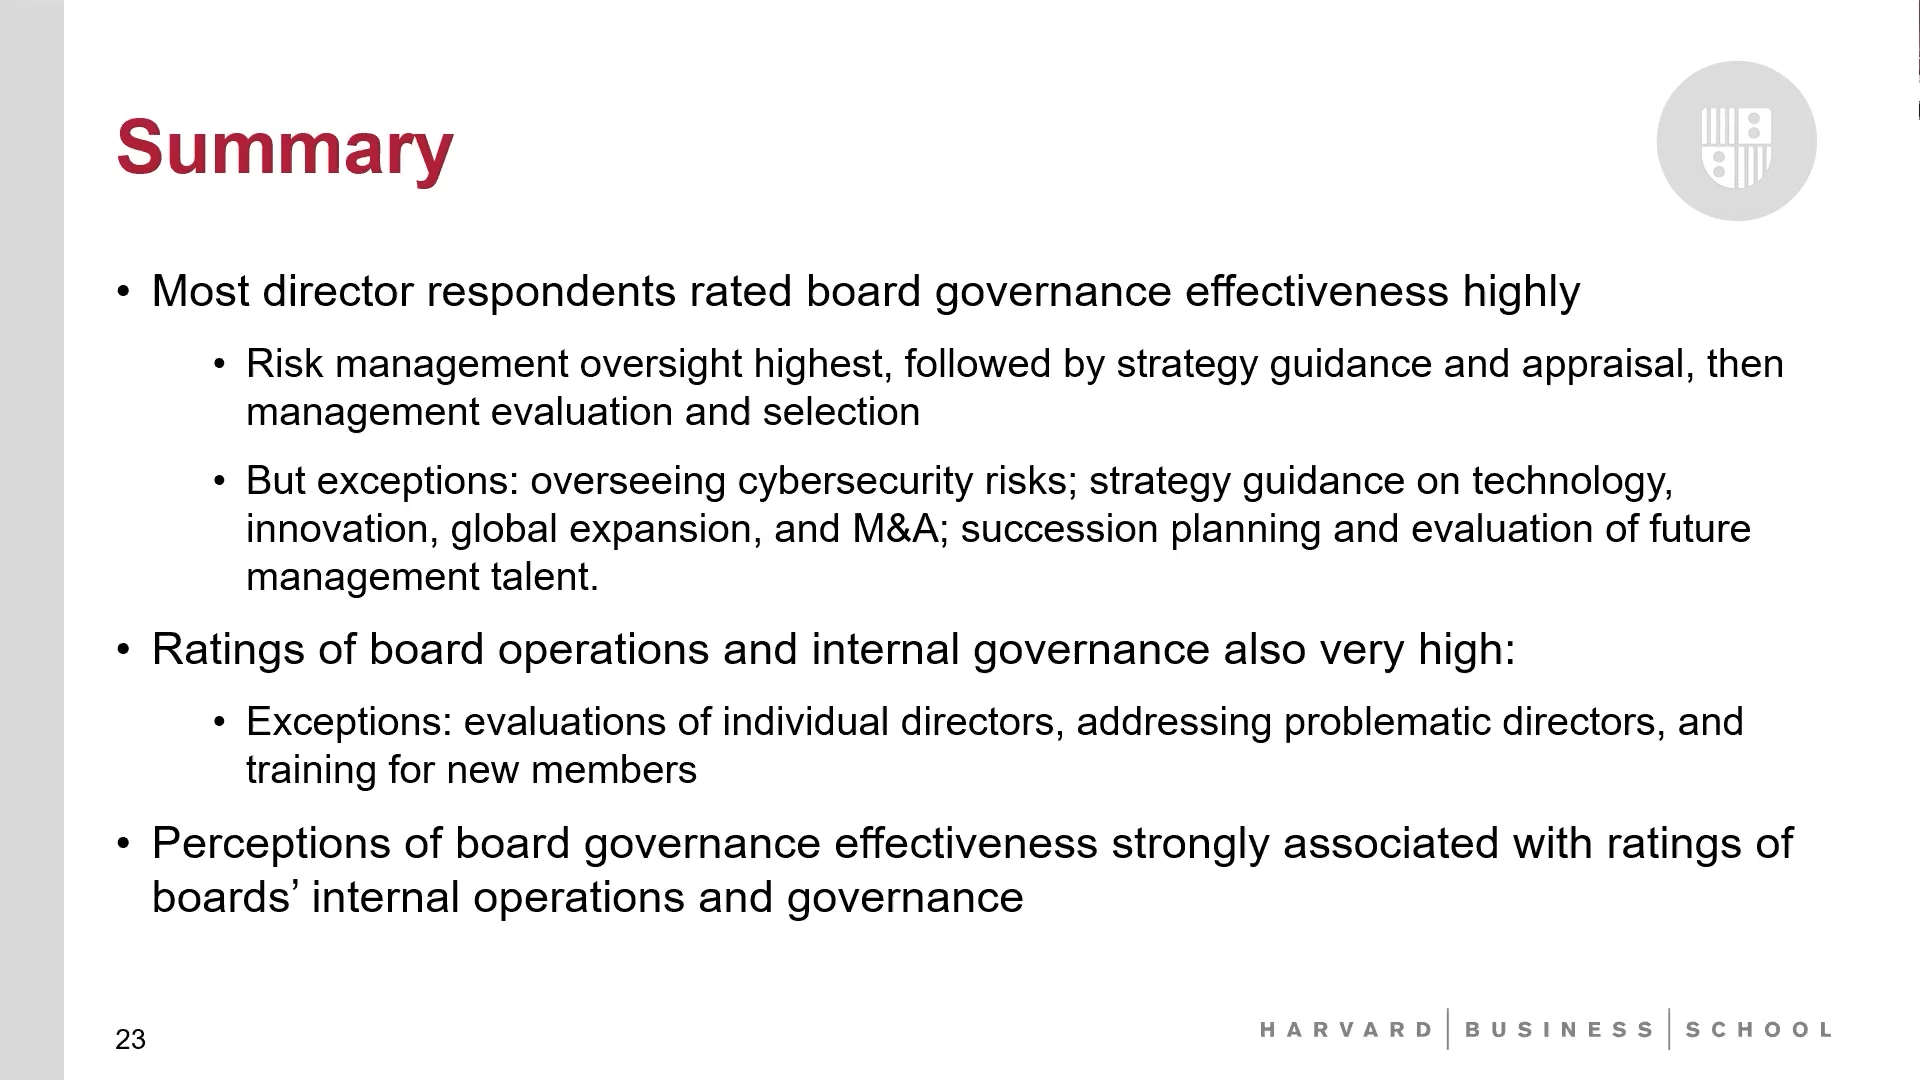 Summary
• Most director respondents rated board governance effectiveness highly
• Risk management oversight highest, followed by strategy guidance and appraisal, then
management evaluation and selection
• But exceptions: overseeing cybersecurity risks; strategy guidance on technology,
innovation, global expansion, and M&A; succession planning and evaluation of future
management talent.
• Ratings of board operations and internal governance also very high:
• Exceptions: evaluations of individual directors, addressing problematic directors, and
training for new members
• Perceptions of board governance effectiveness strongly associated with ratings of
boards’ internal operations and governance
23
HARVARD | BUSINESS | SCHOOL